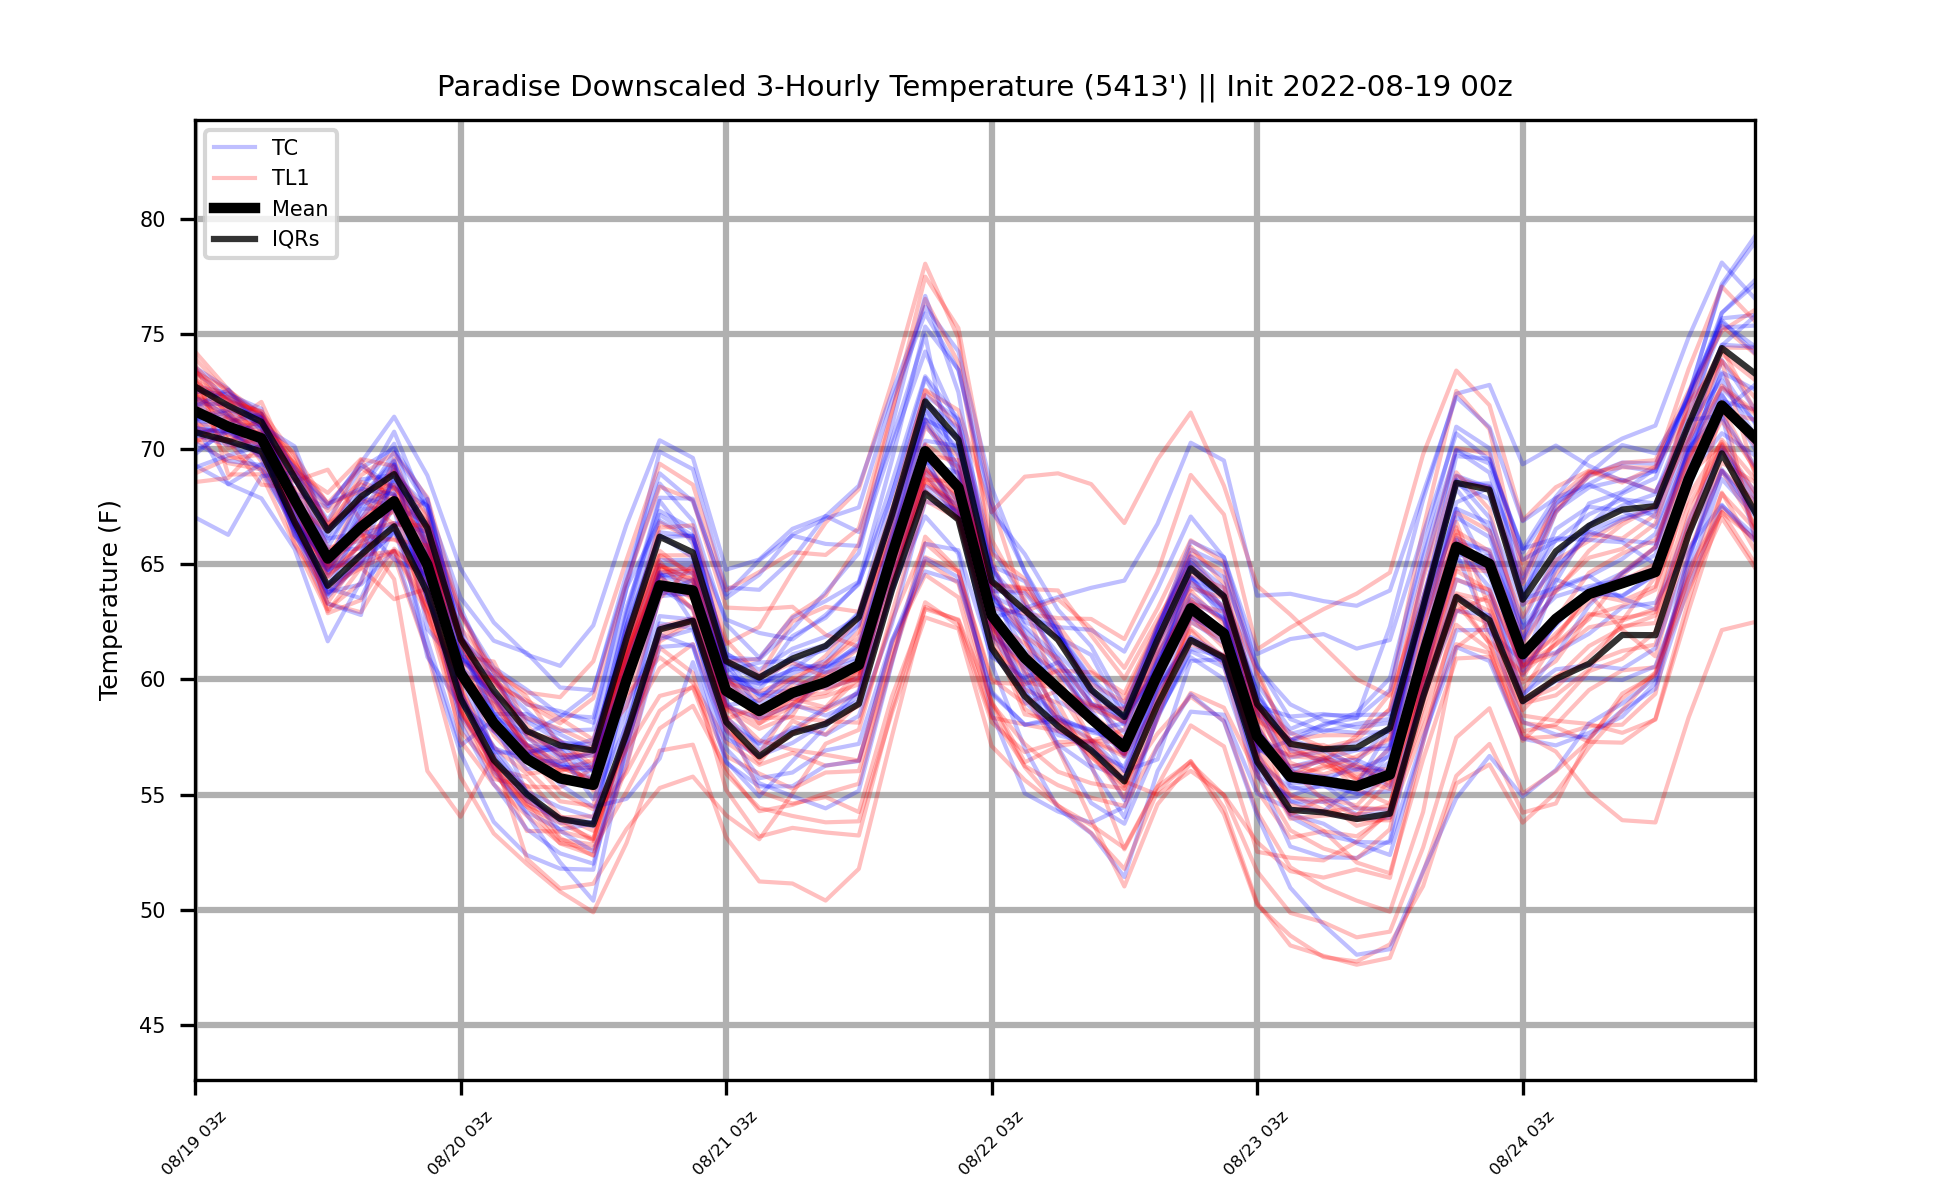 Paradise Downscaled 3-Hourly Temperature (5413') || Init 2022-08-19 00z
TC
TL1
Mean
IQRs
Temperature (F)
80
75
70
65
60
55
50
45
08/19 03z
08/20 03z
08/21 03z
08/22 03z
08/23 03z
08/24 03z